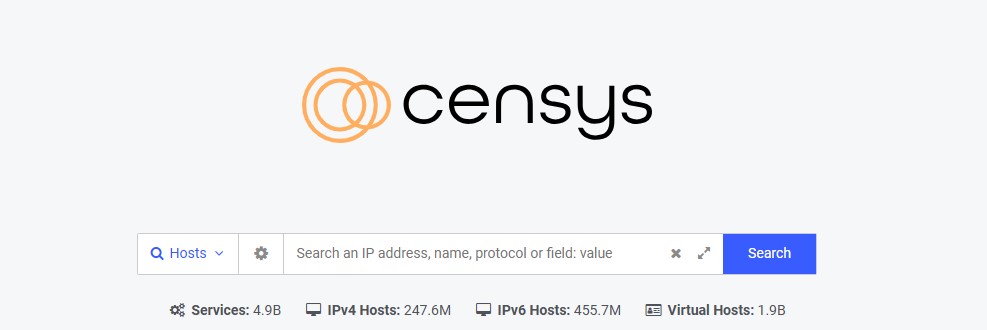 censys
Hosts Search an IP address, name, protocol or field: value Search
Services: 4.9B IPv4 Hosts: 247.6M IPv6 Hosts: 455.7M Virtual Hosts: 1.9B